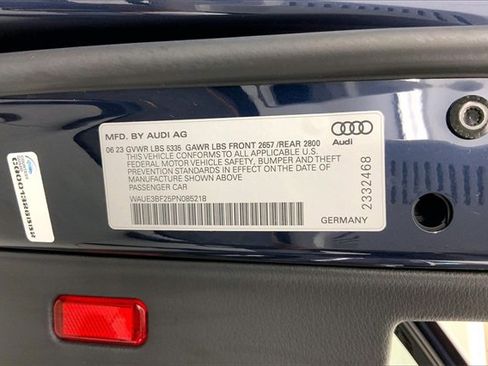 MFD. BY AUDI AG
06 23 GVWR LBS 5335 GAWR LBS FRONT 2657 /REAR 2800
THIS VEHICLE CONFORMS TO ALL APPLICABLE U.S.
FEDERAL MOTOR VEHICLE SAFETY, BUMPER AND THEFT
PREVENTION STANDARDS IN EFFECT ON THE DATE OF
MANUFACTURE SHOWN ABOVE
PASSENGER CAR
WAUE3BF25PN085218
Audi
2332468
GERMANY